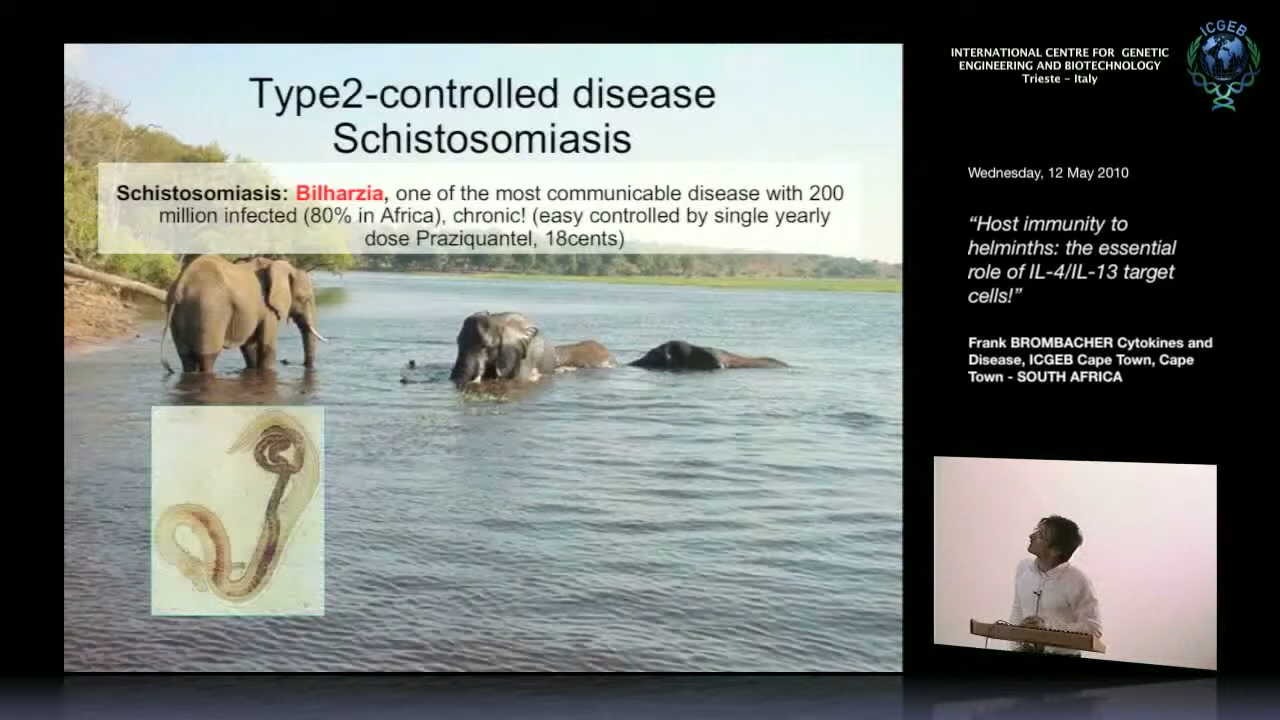 Type2-controlled disease
Schistosomiasis
Schistosomiasis: Bilharzia, one of the most communicable disease with 200
million infected (80% in Africa), chronic! (easy controlled by single yearly
dose Praziquantel, 18cents)
INTERNATIONAL CENTRE FOR GENETIC
ENGINEERING AND BIOTECHNOLOGY
Trieste - Italy
ICGEB
Wednesday, 12 May 2010
“Host immunity to
helminths: the essential
role of IL-4/IL-13 target
cells!”
Frank BROMBACHER Cytokines and
Disease, ICGEB Cape Town, Cape
Town - SOUTH AFRICA